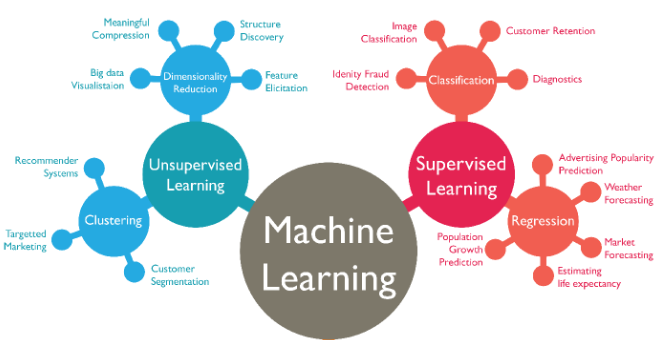 Meaningful
Compression
Structure
Discovery
Big data
Visualistaion
Dimensionality
Reduction
Feature
Elicitation
Unsupervised
Learning
Recommender
Systems
Clustering
Targetted
Marketing
Customer
Segmentation
Machine
Learning
Image
Classification
Customer Retention
Idenity Fraud
Detection
Classification
Diagnostics
Supervised
Learning
Advertising Popularity
Prediction
Weather
Forecasting
Regression
Population
Growth
Prediction
Market
Forecasting
Estimating
life expectancy